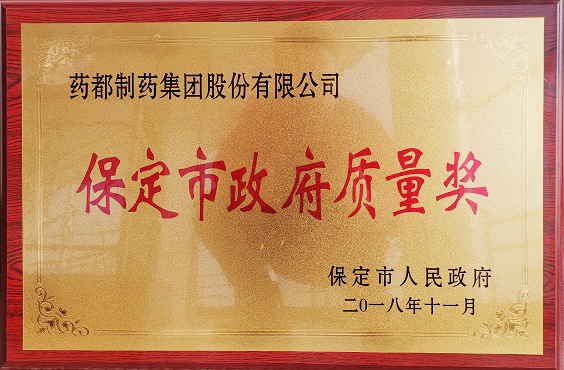 药都制药集团股份有限公司
保定市政府质量奖
保定市人民政府
二0一八年十一月